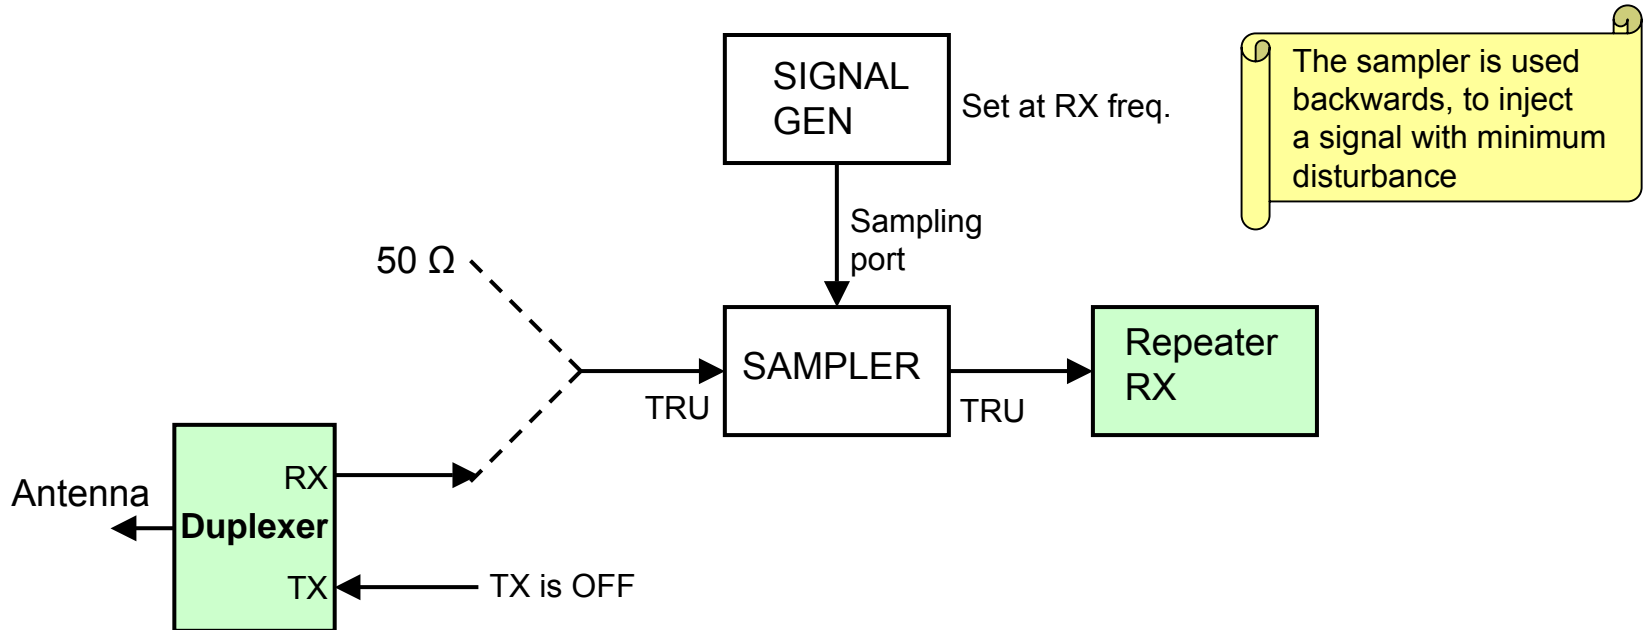 SIGNAL
GEN
Set at RX freq.
The sampler is used
backwards, to inject
a signal with minimum
disturbance
Sampling
port
50 Ω
SAMPLER
TRU
TRU
Repeater
RX
Antenna
RX
Duplexer
TX
TX is OFF